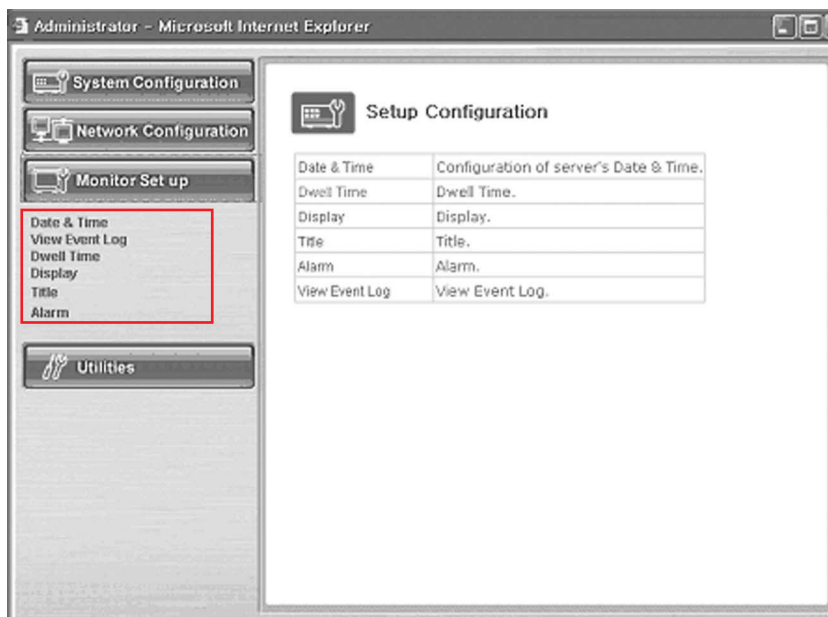 Administrator - Microsoft Internet Explorer
System Configuration
Network Configuration
Monitor Set up
Date & Time
View Event Log
Dwell Time
Display
Title
Alarm
Utilities
Setup Configuration
Date & Time Configuration of server's Date & Time.
Dwell Time Dwell Time.
Display Display.
Title Title.
Alarm Alarm.
View Event Log View Event Log.